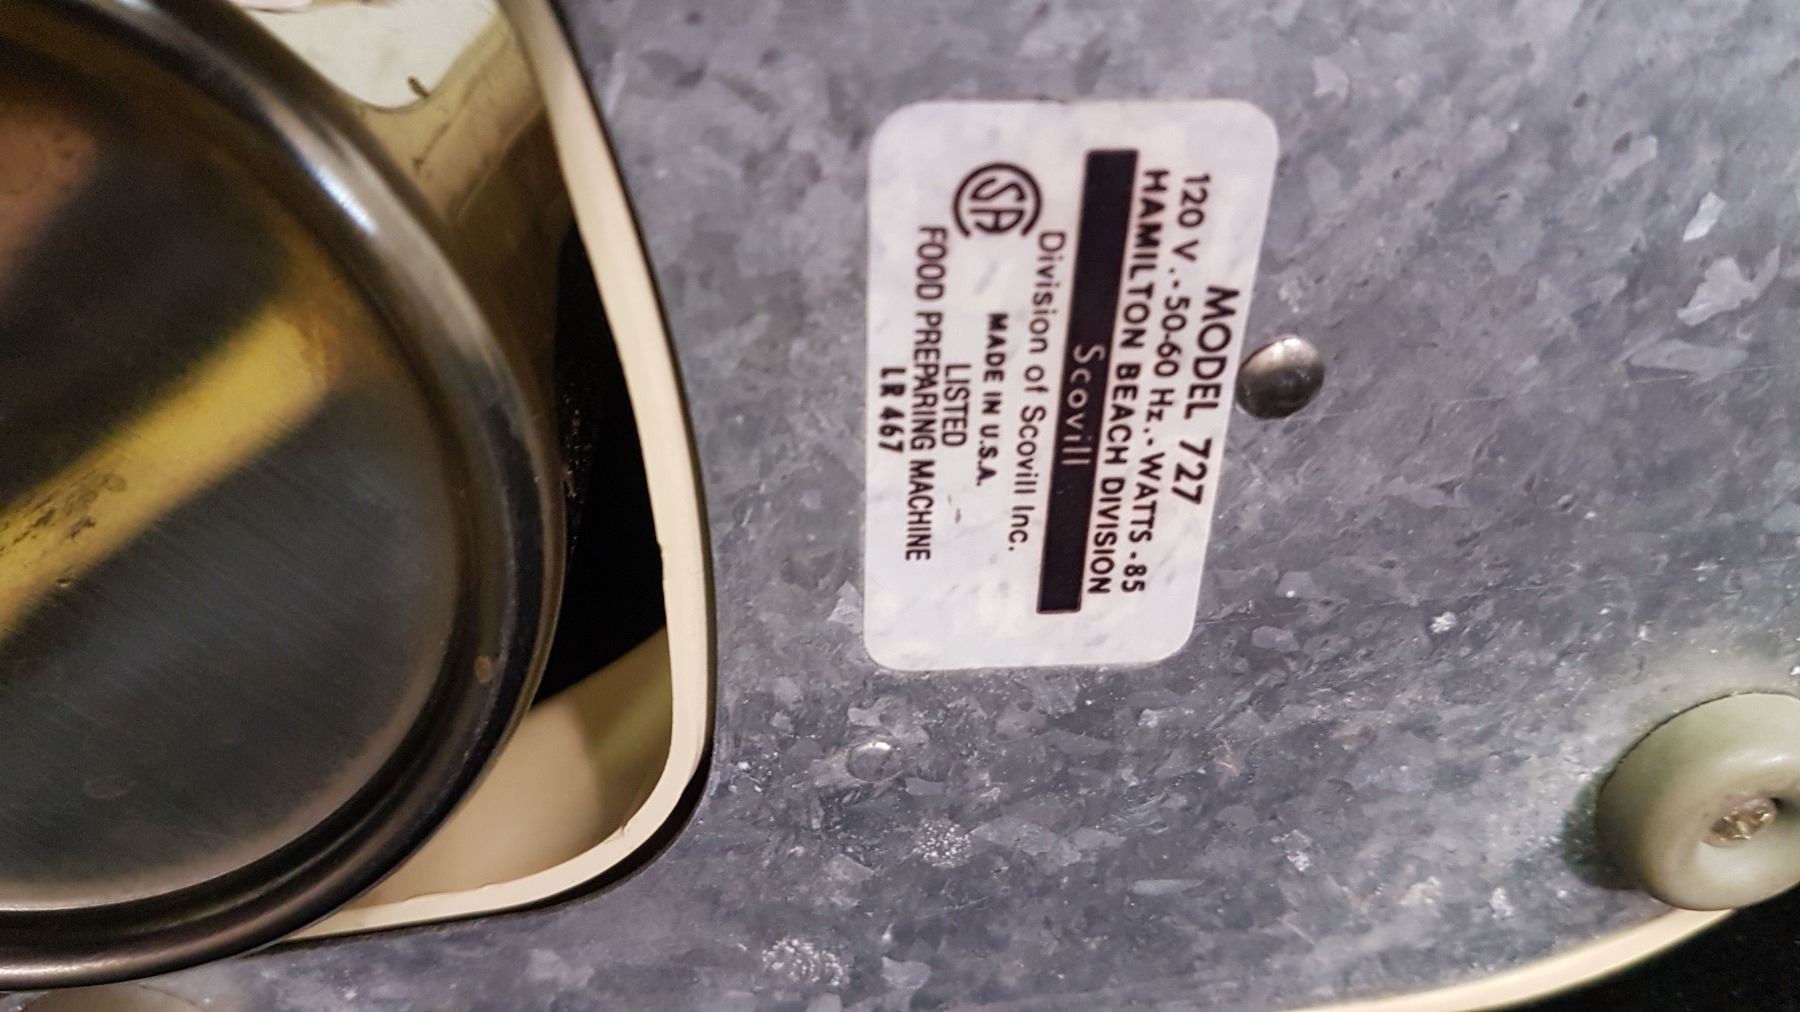 MODEL 727
120 V.-50-60 Hz.-WATTS-85
HAMILTON BEACH DIVISION
Scovill
Division of Scovill Inc.
SA
MADE IN U.S.A.
LISTED
FOOD PREPARING MACHINE
LR 467